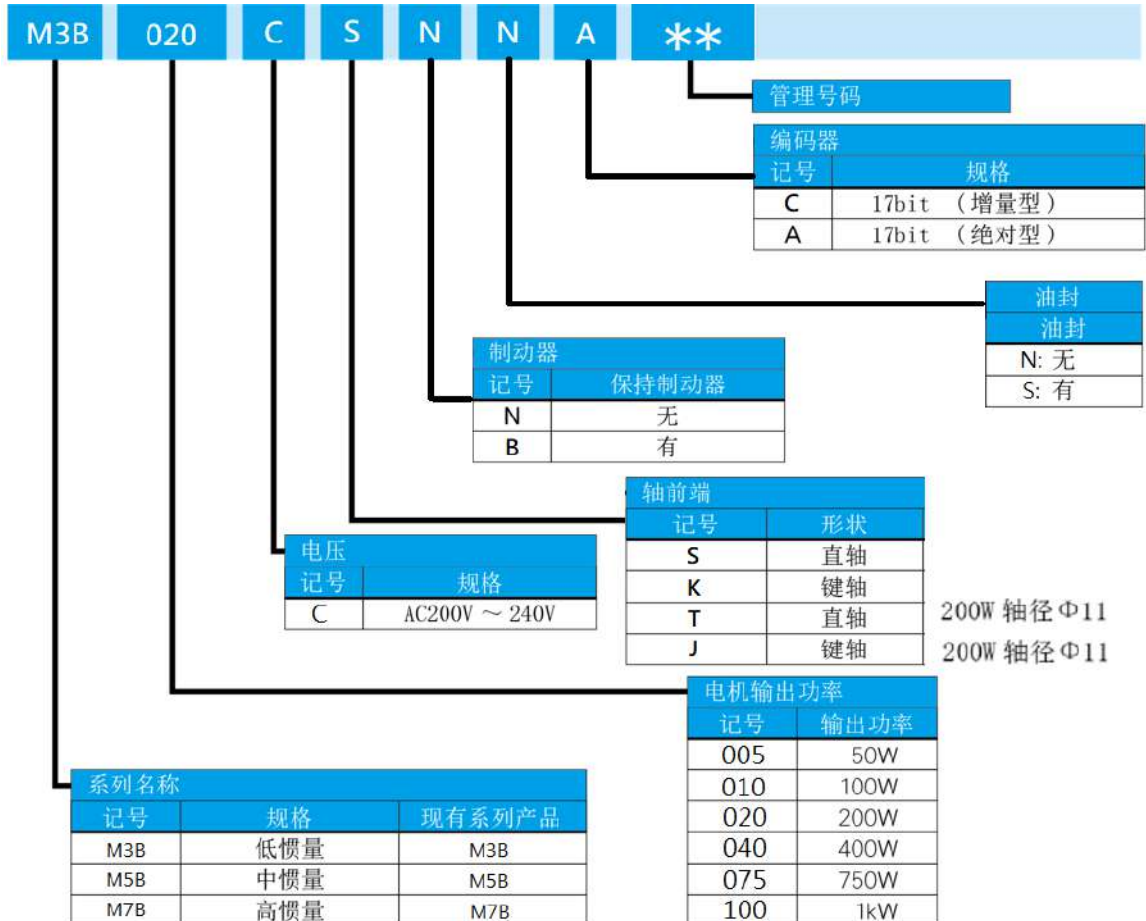 M3B 020 C S N N A **
管理号码
编码器
记号 规格
C 17bit （增量型）
A 17bit （绝对型）
油封
油封
N: 无
S: 有
制动器
记号 保持制动器
N 无
B 有
轴前端
记号 形状
S 直轴
K 键轴
T 直轴 200W 轴径Φ11
J 键轴 200W 轴径Φ11
电压
记号 规格
C AC200V ～ 240V
电机输出功率
记号 输出功率
005 50W
010 100W
020 200W
040 400W
075 750W
100 1kW
系列名称
记号 规格 现有系列产品
M3B 低惯量 M3B
M5B 中惯量 M5B
M7B 高惯量 M7B